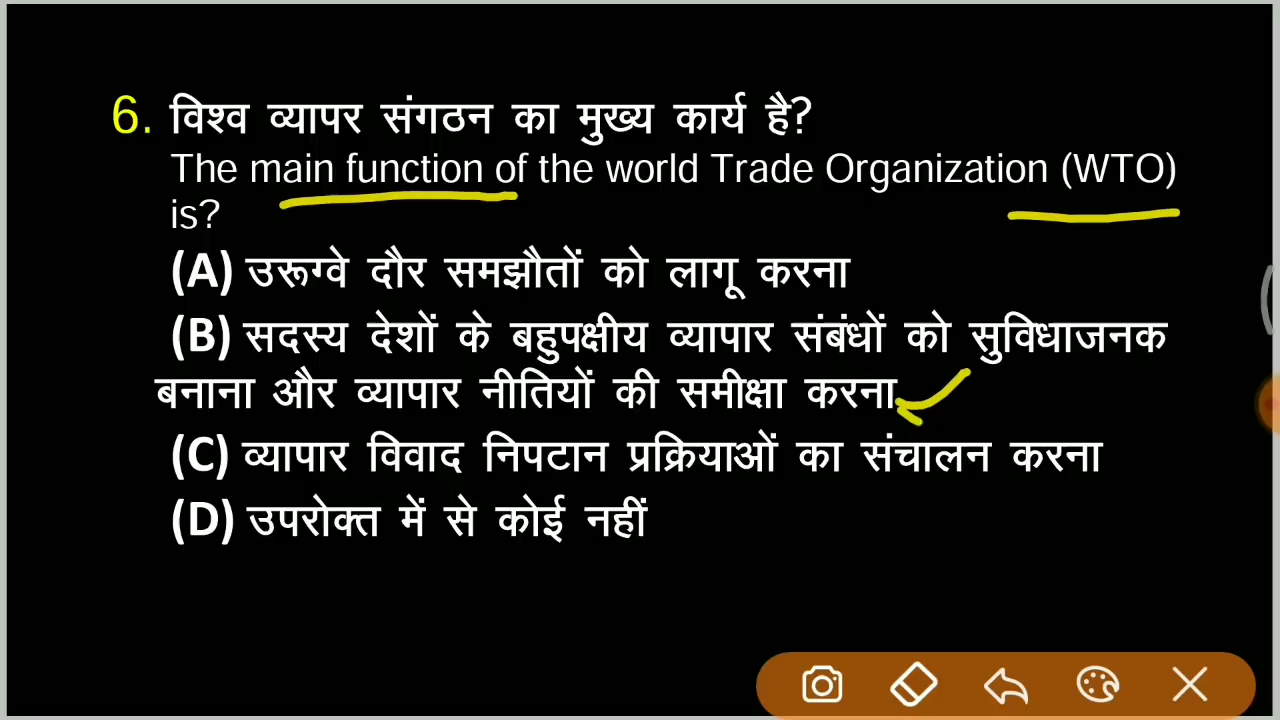 6. विश्व व्यापर संगठन का मुख्य कार्य है?
The main function of the world Trade Organization (WTO)
is?
(A) उरूग्वे दौर समझौतों को लागू करना
(B) सदस्य देशों के बहुपक्षीय व्यापार संबंधों को सुविधाजनक
बनाना और व्यापार नीतियों की समीक्षा करना
(C) व्यापार विवाद निपटान प्रक्रियाओं का संचालन करना
(D) उपरोक्त में से कोई नहीं